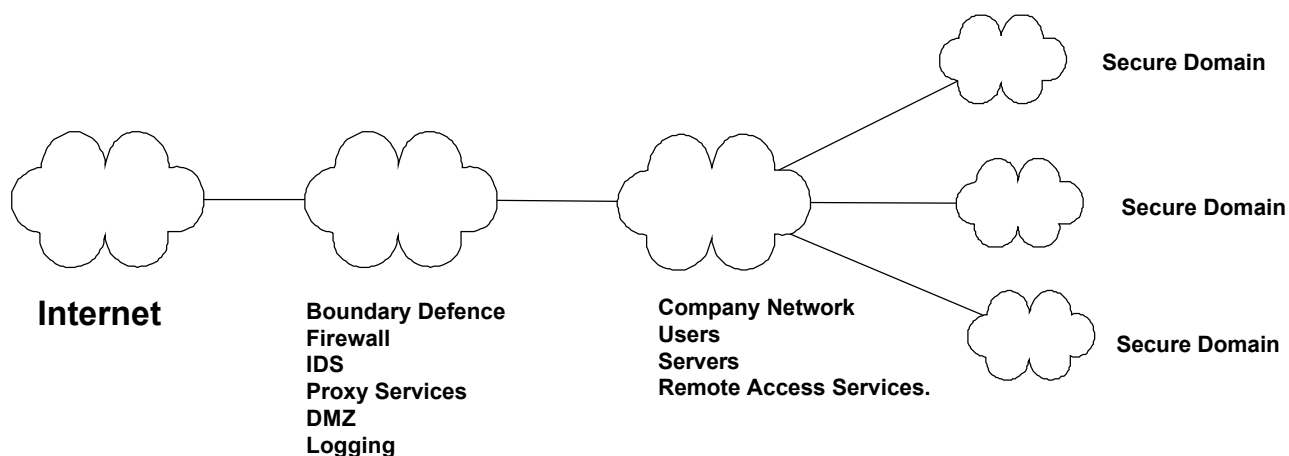 Secure Domain
Secure Domain
Secure Domain
Internet
Boundary Defence
Firewall
IDS
Proxy Services
DMZ
Logging
Company Network
Users
Servers
Remote Access Services.